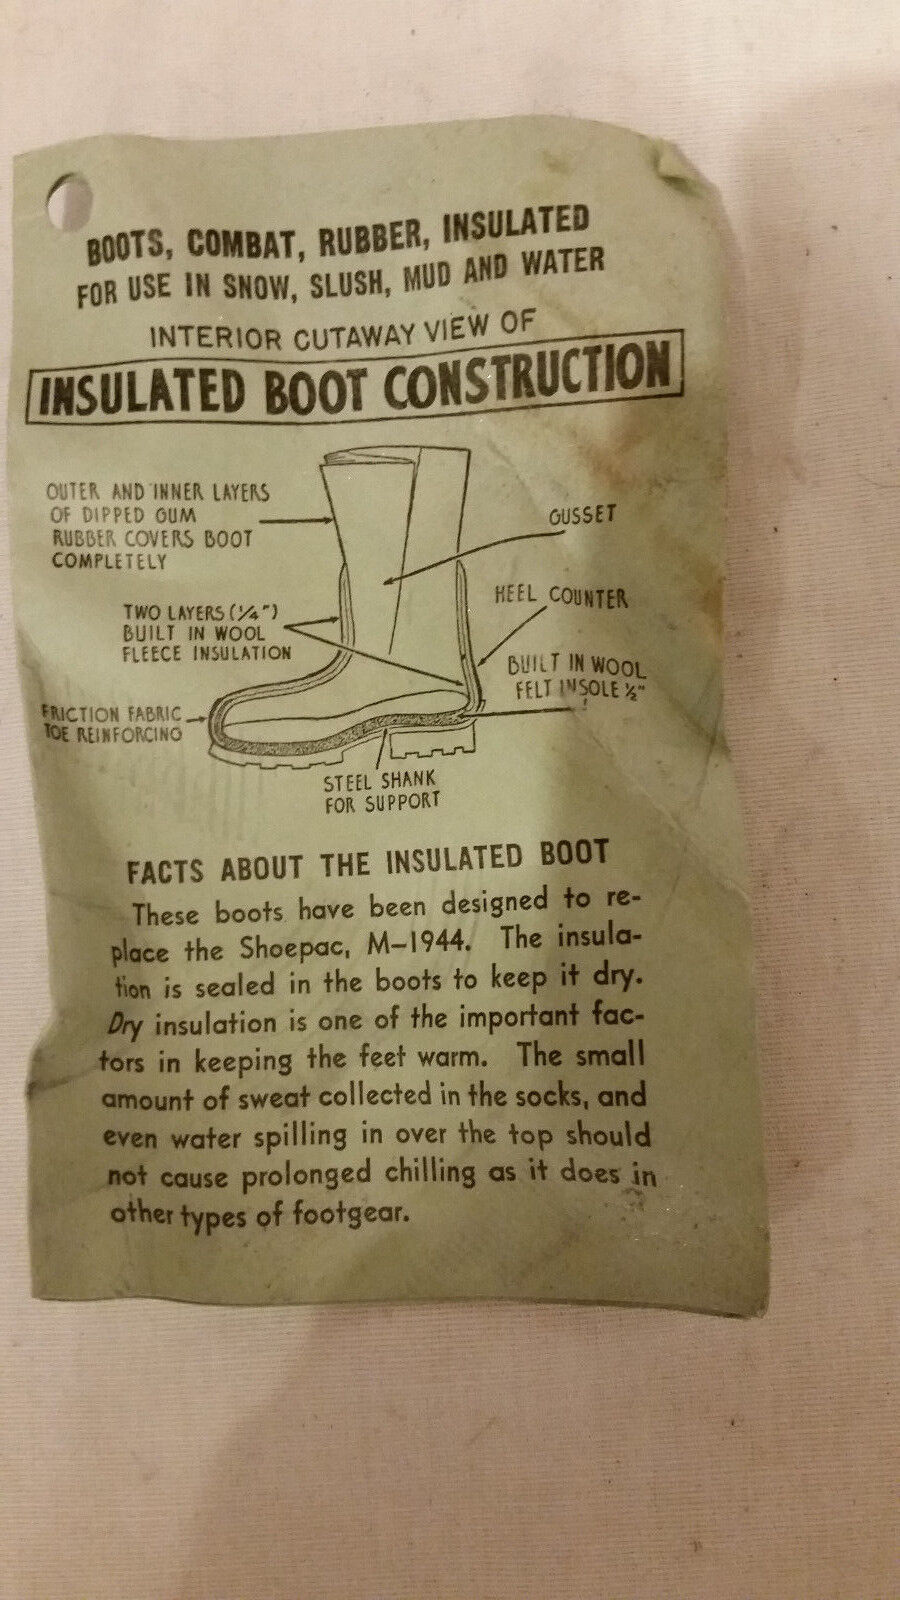 BOOTS, COMBAT, RUBBER, INSULATED
FOR USE IN SNOW, SLUSH, MUD AND WATER
INTERIOR CUTAWAY VIEW OF
INSULATED BOOT CONSTRUCTION
OUTER AND INNER LAYERS
OF DIPPED GUM
RUBBER COVERS BOOT
COMPLETELY
GUSSET
HEEL COUNTER
TWO LAYERS (1/4")
BUILT IN WOOL
FLEECE INSULATION
BUILT IN WOOL
FELT INSOLE 1/2"
FRICTION FABRIC
TOE REINFORCING
STEEL SHANK
FOR SUPPORT
FACTS ABOUT THE INSULATED BOOT
These boots have been designed to re-
place the Shoepac, M-1944. The insula-
tion is sealed in the boots to keep it dry.
Dry insulation is one of the important fac-
tors in keeping the feet warm. The small
amount of sweat collected in the socks, and
even water spilling in over the top should
not cause prolonged chilling as it does in
other types of footgear.